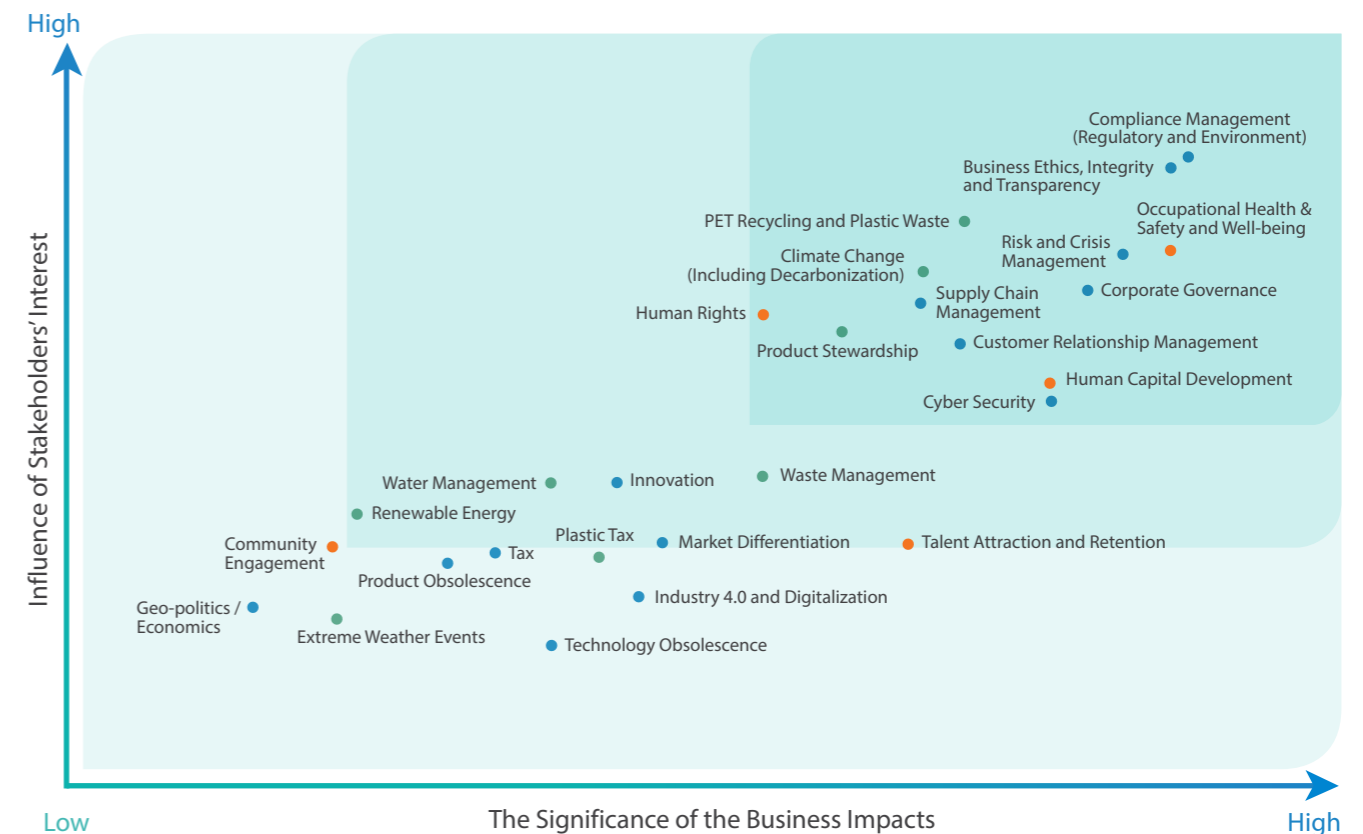 High
Compliance Management
(Regulatory and Environment)
Business Ethics, Integrity
and Transparency
Occupational Health &
Safety and Well-being
PET Recycling and Plastic Waste
Risk and Crisis
Management
Climate Change
(Including Decarbonization)
Supply Chain
Management
Corporate Governance
Human Rights
Product Stewardship
Customer Relationship Management
Human Capital Development
Cyber Security
Influence of Stakeholders' Interest
Water Management
Innovation
Waste Management
Renewable Energy
Community
Engagement
Plastic Tax
Tax
Market Differentiation
Talent Attraction and Retention
Product Obsolescence
Industry 4.0 and Digitalization
Geo-politics /
Economics
Extreme Weather Events
Technology Obsolescence
Low
The Significance of the Business Impacts
High